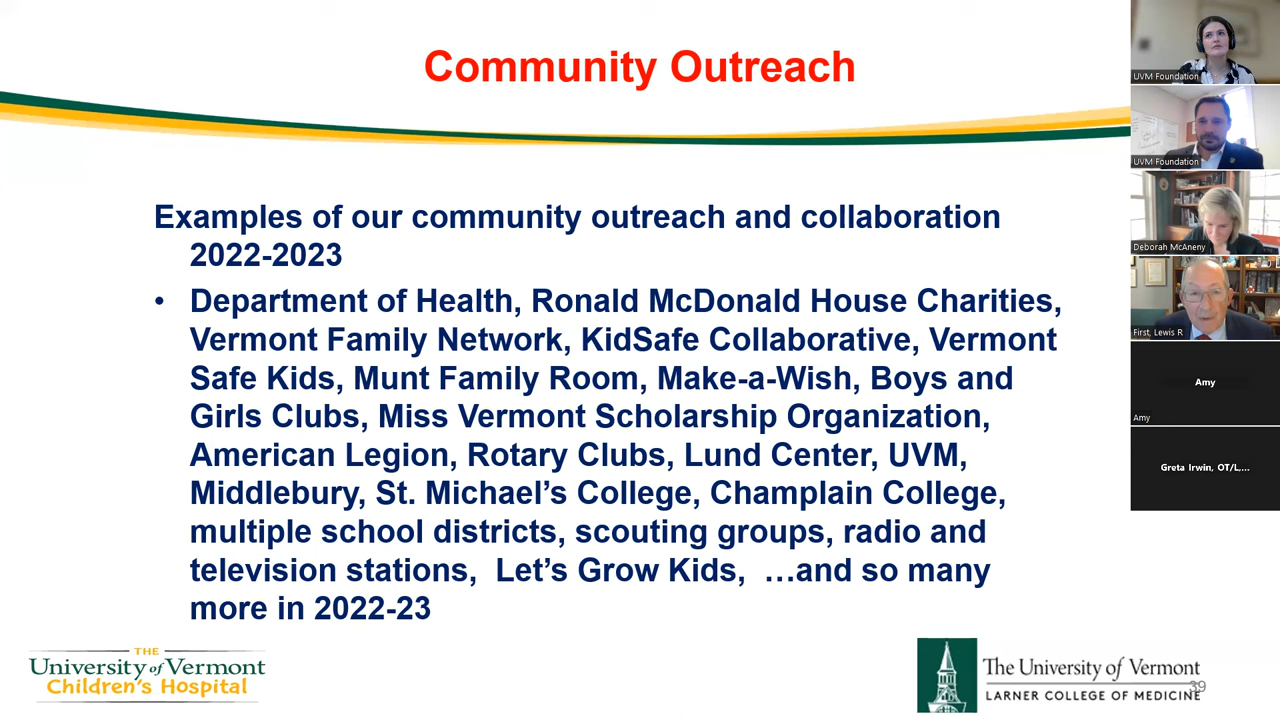 Community Outreach
Examples of our community outreach and collaboration
2022-2023
• Department of Health, Ronald McDonald House Charities,
Vermont Family Network, KidSafe Collaborative, Vermont
Safe Kids, Munt Family Room, Make-a-Wish, Boys and
Girls Clubs, Miss Vermont Scholarship Organization,
American Legion, Rotary Clubs, Lund Center, UVM,
Middlebury, St. Michael’s College, Champlain College,
multiple school districts, scouting groups, radio and
television stations,  Let’s Grow Kids,  …and so many
more in 2022-23
THE
University of Vermont
Children’s Hospital
The University of Vermont
LARNER COLLEGE OF MEDICINE
39
UVM Foundation
UVM Foundation
Deborah McAneny
First, Lewis R
Amy
Amy
Greta Irwin, OT/L,...